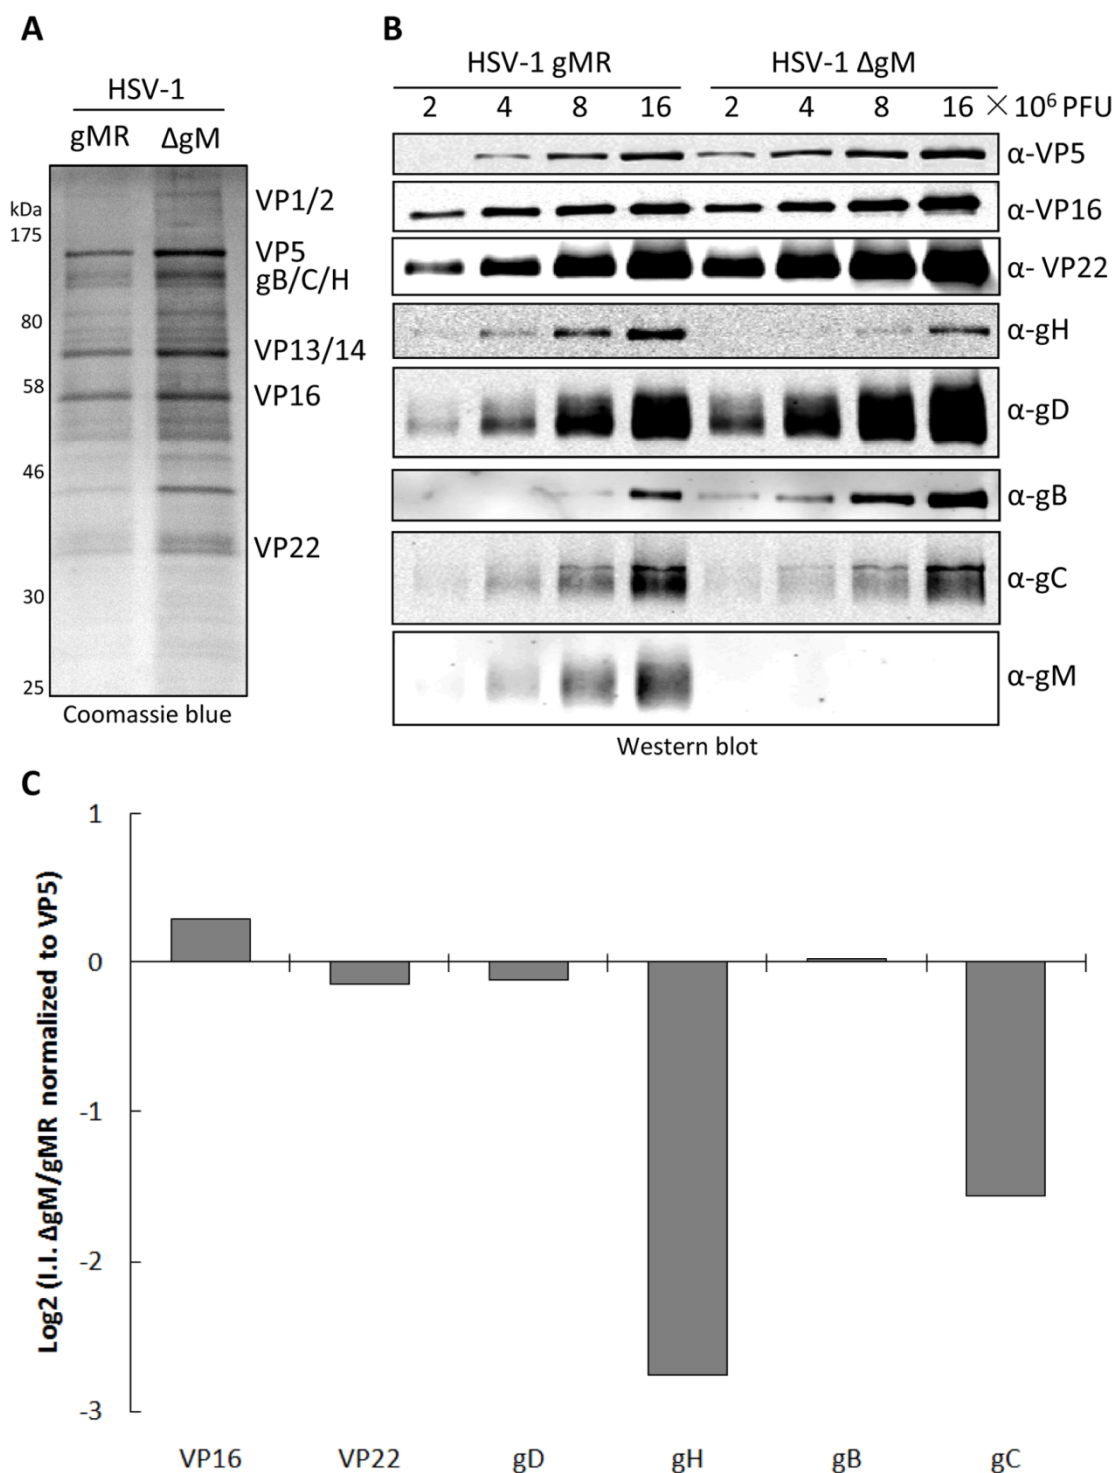 A
HSV-1
gMR ΔgM
kDa
175
80
58
46
30
25
VP1/2
VP5
gB/C/H
VP13/14
VP16
VP22
Coomassie blue
B
HSV-1 gMR HSV-1 ΔgM
2 4 8 16 2 4 8 16 ×10⁶ PFU
α-VP5
α-VP16
α- VP22
α-gH
α-gD
α-gB
α-gC
α-gM
Western blot
C
Log2 (I.I. ΔgM/gMR normalized to VP5)
1
0
-1
-2
-3
VP16 VP22 gD gH gB gC